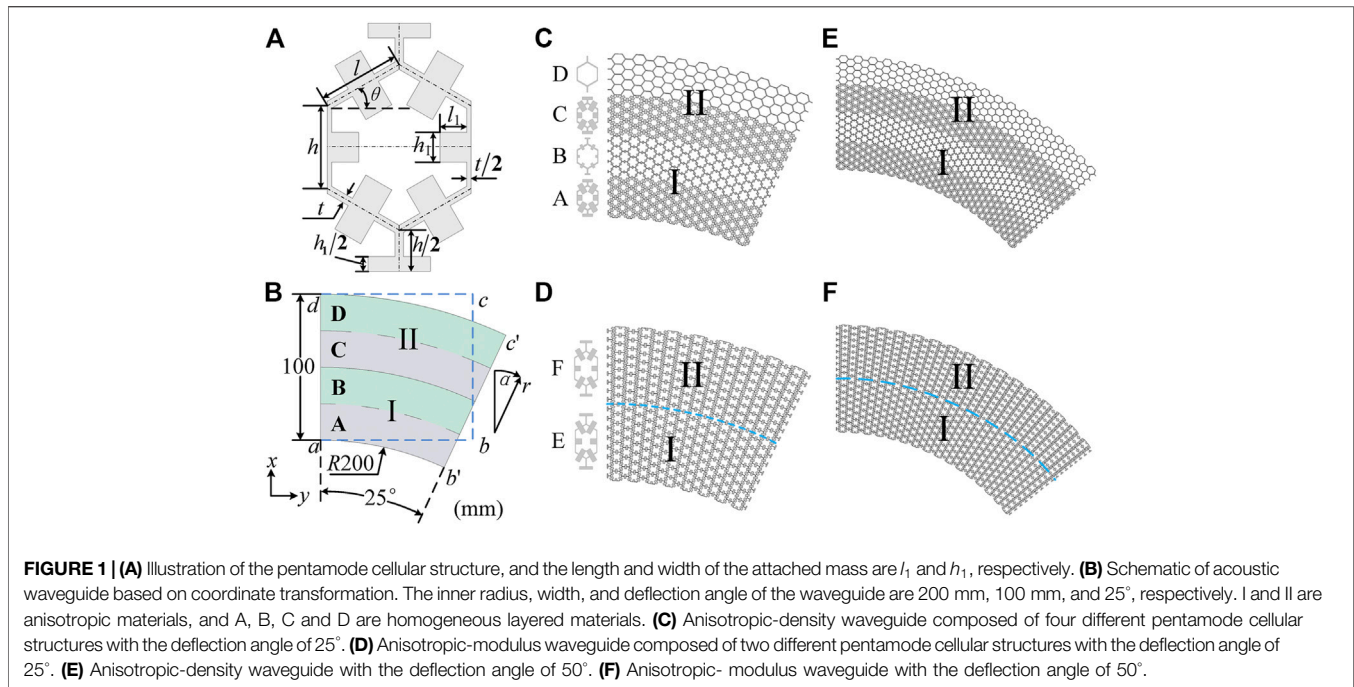 A
l
θ
h
l₁
h₁
t/2
t
h₁/2
h/2
B
d
c
D
II
c'
C
100
B
I
α
r
A
a
b
R200
b'
x
y
25°
(mm)
C
D
C
B
A
II
I
D
F
E
II
I
E
II
I
F
II
I
FIGURE 1 | (A) Illustration of the pentamode cellular structure, and the length and width of the attached mass are l₁ and h₁, respectively. (B) Schematic of acoustic
waveguide based on coordinate transformation. The inner radius, width, and deflection angle of the waveguide are 200 mm, 100 mm, and 25°, respectively. I and II are
anisotropic materials, and A, B, C and D are homogeneous layered materials. (C) Anisotropic-density waveguide composed of four different pentamode cellular
structures with the deflection angle of 25°. (D) Anisotropic-modulus waveguide composed of two different pentamode cellular structures with the deflection angle of
25°. (E) Anisotropic-density waveguide with the deflection angle of 50°. (F) Anisotropic- modulus waveguide with the deflection angle of 50°.